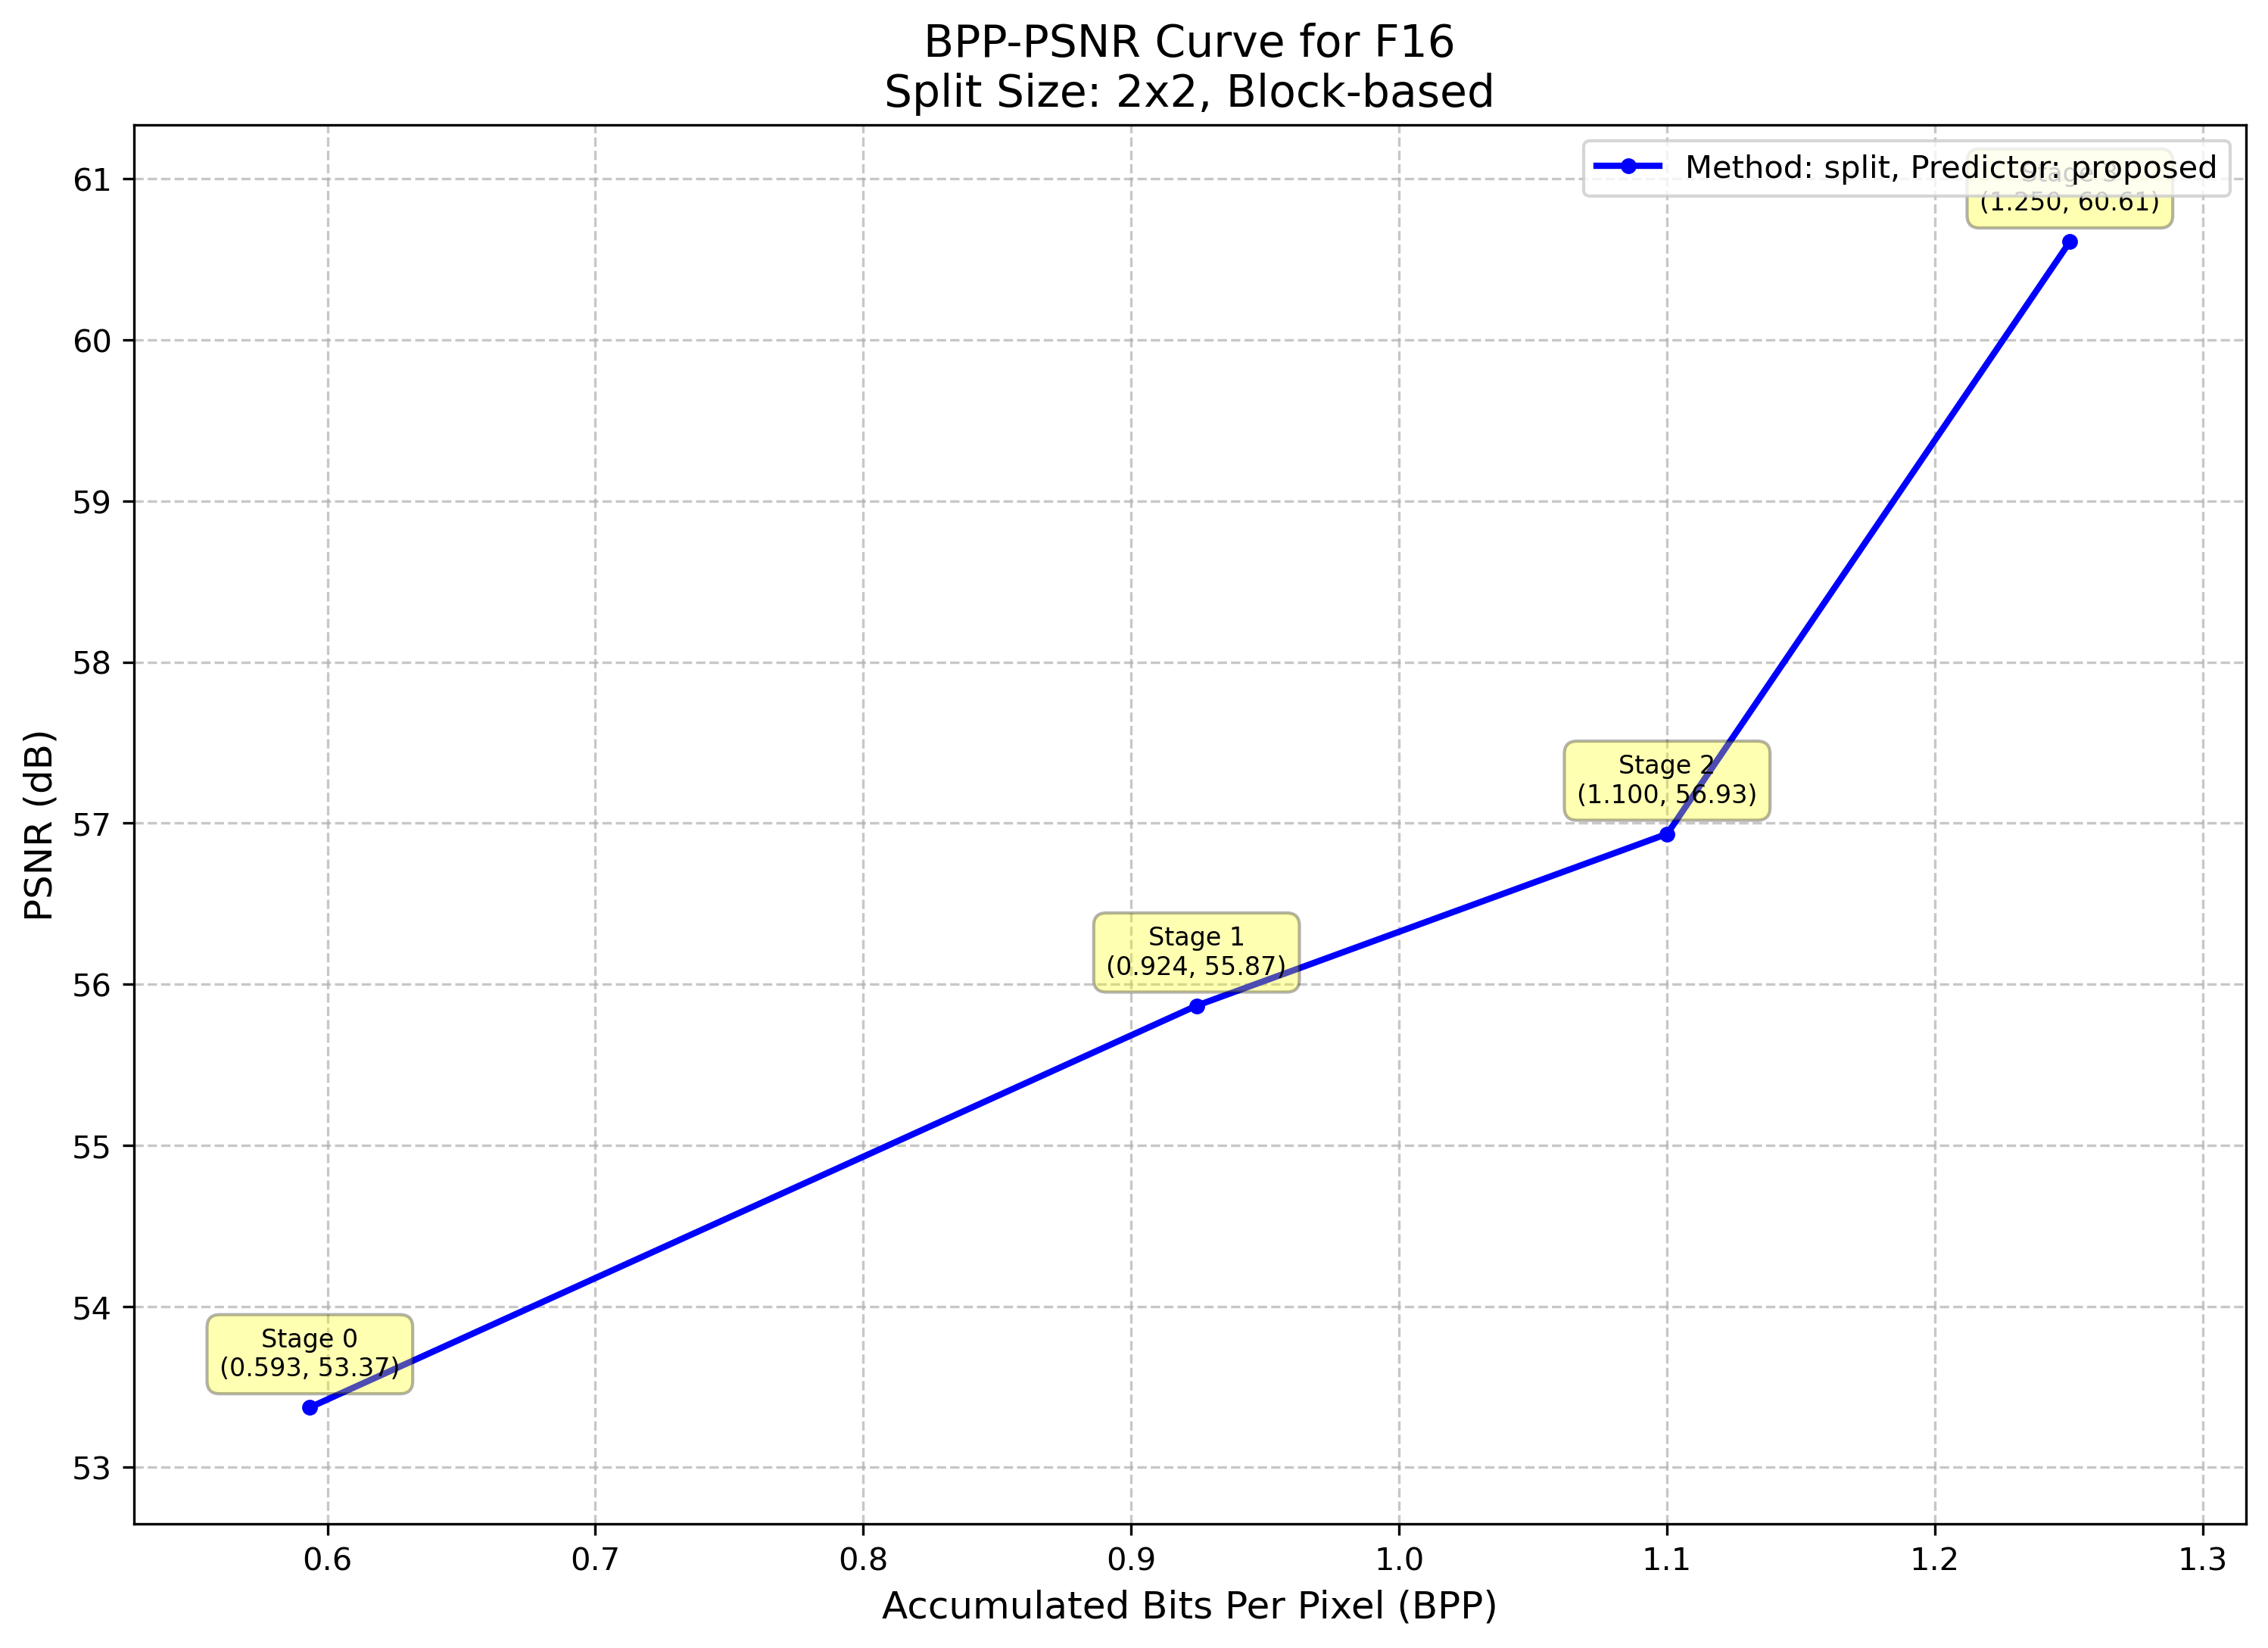 BPP-PSNR Curve for F16
Split Size: 2x2, Block-based
Method: split, Predictor: proposed
(1.250, 60.61)
Stage 2
(1.100, 56.93)
Stage 1
(0.924, 55.87)
Stage 0
(0.593, 53.37)
PSNR (dB)
61
60
59
58
57
56
55
54
53
0.6
0.7
0.8
0.9
1.0
1.1
1.2
1.3
Accumulated Bits Per Pixel (BPP)